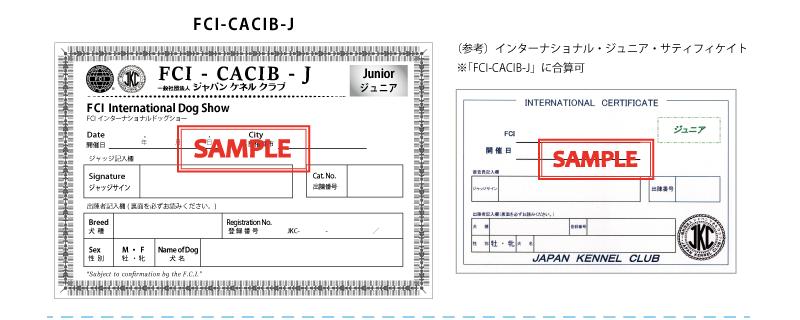 FCI-CACIB-J
FCI - CACIB - J
一般社団法人 ジャパン ケネル クラブ
Junior
ジュニア
FCI International Dog Show
FCI インターナショナルドッグショー
Date
開催日
年
月
City
SAMPLE
ジャッジ記入欄
Signature
ジャッジサイン
Cat. No.
出陳番号
出陳者記入欄 ( 裏面を必ずお読みください。)
Breed
犬 種
Registration No.
登 録 番 号 JKC- - ／
Sex
性 別
M ・ F
牡 ・ 牝
Name of Dog
犬 名
"Subject to confirmation by the F.C.I."
（参考）インターナショナル・ジュニア・サティフィケイト
※「FCI-CACIB-J」に合算可
INTERNATIONAL CERTIFICATE
ジュニア
FCI
開 催 日
SAMPLE
審査員記入欄
ジャッジサイン
出陳番号
出陳者記入欄(裏面を必ずお読みください。)
犬 種
登録番号
性 別
牡 ・ 牝
犬 名
JKC
JAPAN KENNEL CLUB